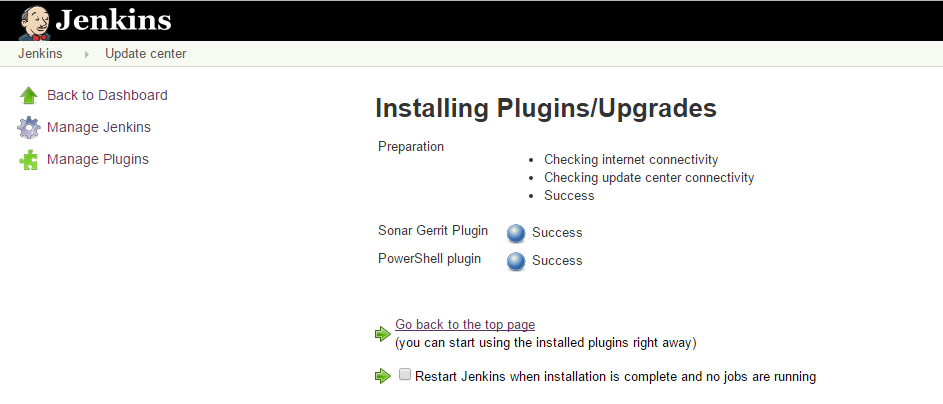 Jenkins
Jenkins Update center
Back to Dashboard
Manage Jenkins
Manage Plugins
Installing Plugins/Upgrades
Preparation
Checking internet connectivity
Checking update center connectivity
Success
Sonar Gerrit Plugin Success
PowerShell plugin Success
Go back to the top page
(you can start using the installed plugins right away)
Restart Jenkins when installation is complete and no jobs are running